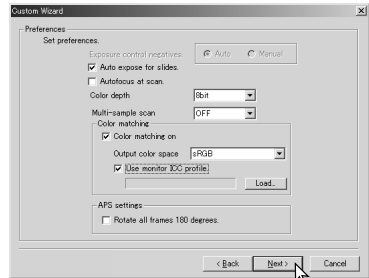 Custom Wizard
Preferences
Set preferences.
Exposure control negatives.
Auto
Manual
Auto expose for slides.
Autofocus at scan.
Color depth
8bit
Multi-sample scan
OFF
Color matching
Color matching on
Output color space
sRGB
Use monitor ICC profile.
Load...
APS settings
Rotate all frames 180 degrees.
< Back
Next >
Cancel